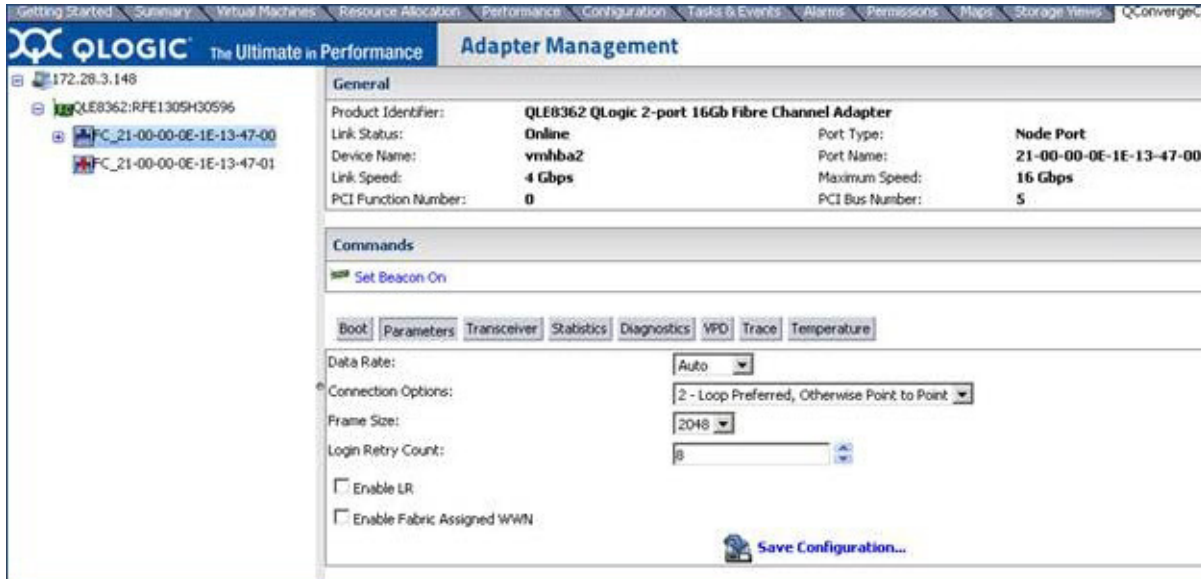 Getting Started Summary Virtual Machines Resource Allocation Performance Configuration Tasks & Events Alarms Permissions Maps Storage Views QConvergeC
QLOGIC The Ultimate in Performance Adapter Management
172.28.3.148
QLE8362:RFE1305H30596
FC_21-00-00-0E-1E-13-47-00
FC_21-00-00-0E-1E-13-47-01
General
Product Identifier: QLE8362 QLogic 2-port 16Gb Fibre Channel Adapter
Link Status: Online Port Type: Node Port
Device Name: vmhba2 Port Name: 21-00-00-0E-1E-13-47-00
Link Speed: 4 Gbps Maximum Speed: 16 Gbps
PCI Function Number: 0 PCI Bus Number: 5
Commands
Set Beacon On
Boot Parameters Transceiver Statistics Diagnostics VPD Trace Temperature
Data Rate: Auto
Connection Options: 2 - Loop Preferred, Otherwise Point to Point
Frame Size: 2048
Login Retry Count: 8
Enable LR
Enable Fabric Assigned WWN
Save Configuration...